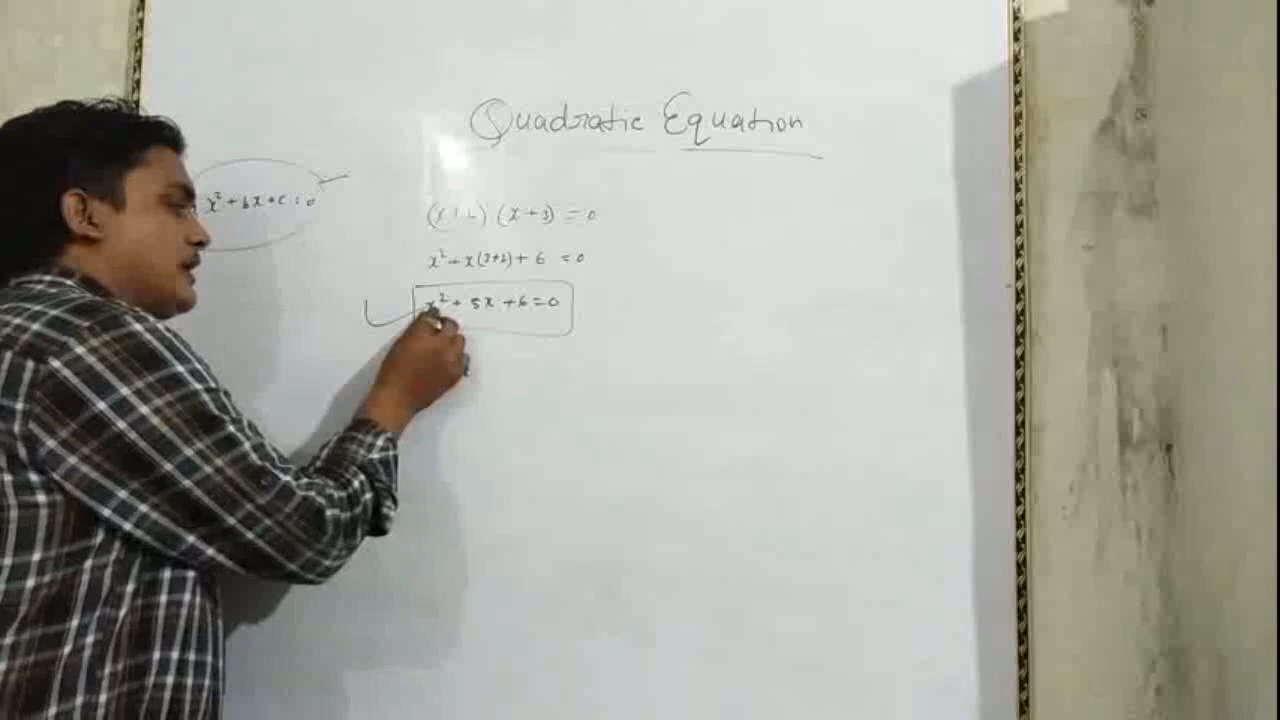 Quadratic Equation
x² + bx + c = 0
(x + 2) (x + 3) = 0
x² + x(3+2) + 6 = 0
x² + 5x + 6 = 0